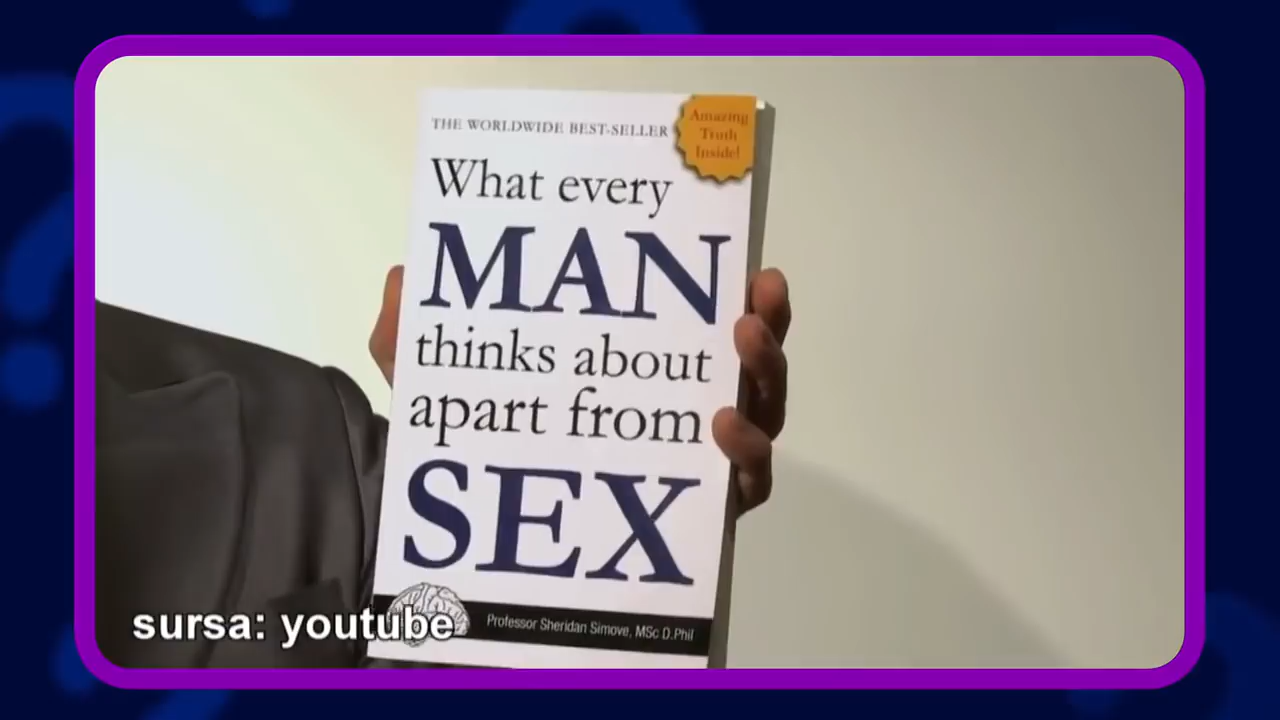 THE WORLDWIDE BEST-SELLER
Amazing
Truth
Inside!
What every
MAN
thinks about
apart from
SEX
Professor Sheridan Simove, MSc D.Phil
sursa: youtube